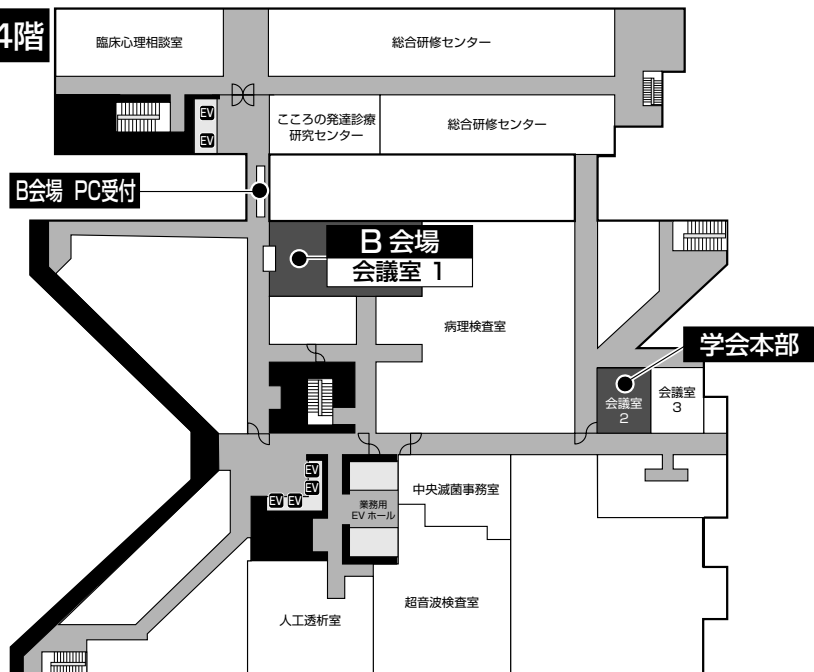 4階
臨床心理相談室
総合研修センター
EV
EV
こころの発達診療
研究センター
総合研修センター
B会場 PC受付
B 会場
会議室 1
病理検査室
学会本部
会議室
2
会議室
3
EV
EV
EV
EV
業務用
EV ホール
中央滅菌事務室
人工透析室
超音波検査室